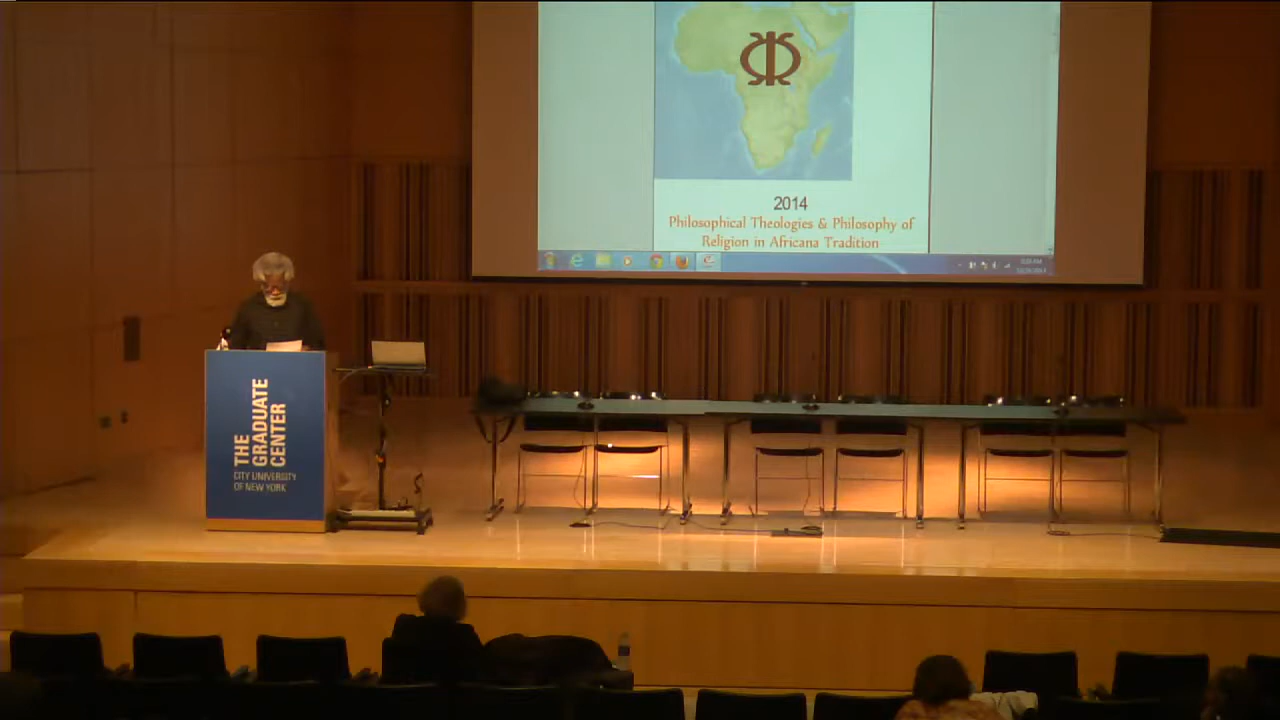 2014
Philosophical Theologies & Philosophy of
Religion in Africana Tradition
THE
GRADUATE
CENTER
CITY UNIVERSITY
OF NEW YORK